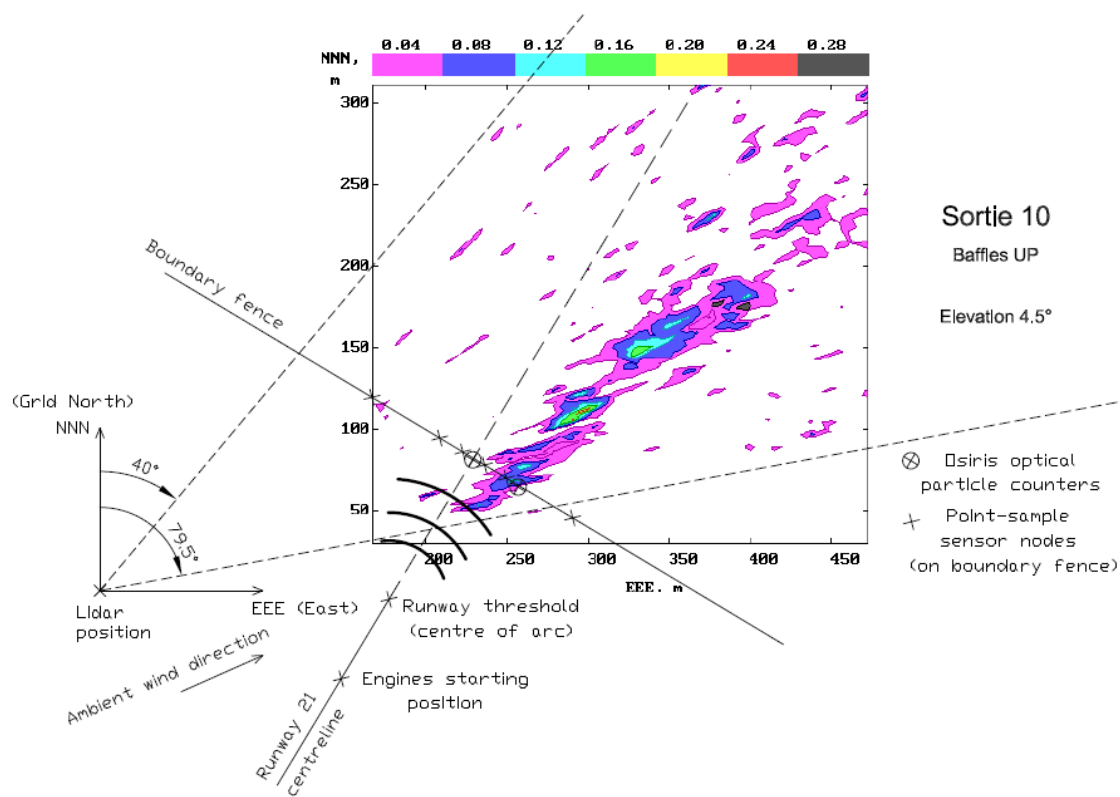 0.04 0.08 0.12 0.16 0.20 0.24 0.28
NNN,
m
300
250
200
150
100
50
200 250 300 350 400 450
EEE. m
Sortie 10
Baffles UP
Elevation 4.5°
Boundary fence
(Grid North)
NNN
40°
79.5°
Lidar
position
EEE (East)
Ambient wind direction
Runway threshold
(centre of arc)
Engines starting
position
Runway 21
centreline
Osiris optical
particle counters
Point-sample
sensor nodes
(on boundary fence)